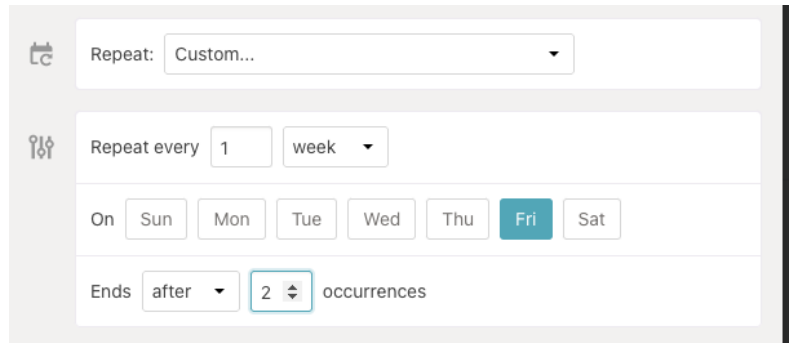 Repeat: Custom...
Repeat every 1 week
On Sun Mon Tue Wed Thu Fri Sat
Ends after 2 occurrences